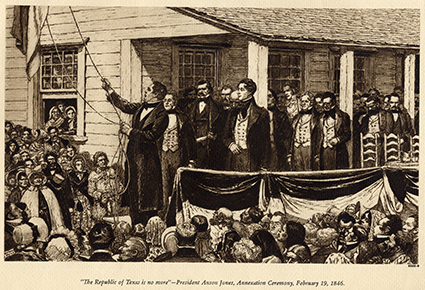 "The Republic of Texas is no more"—President Anson Jones, Annexation Ceremony, February 19, 1846.